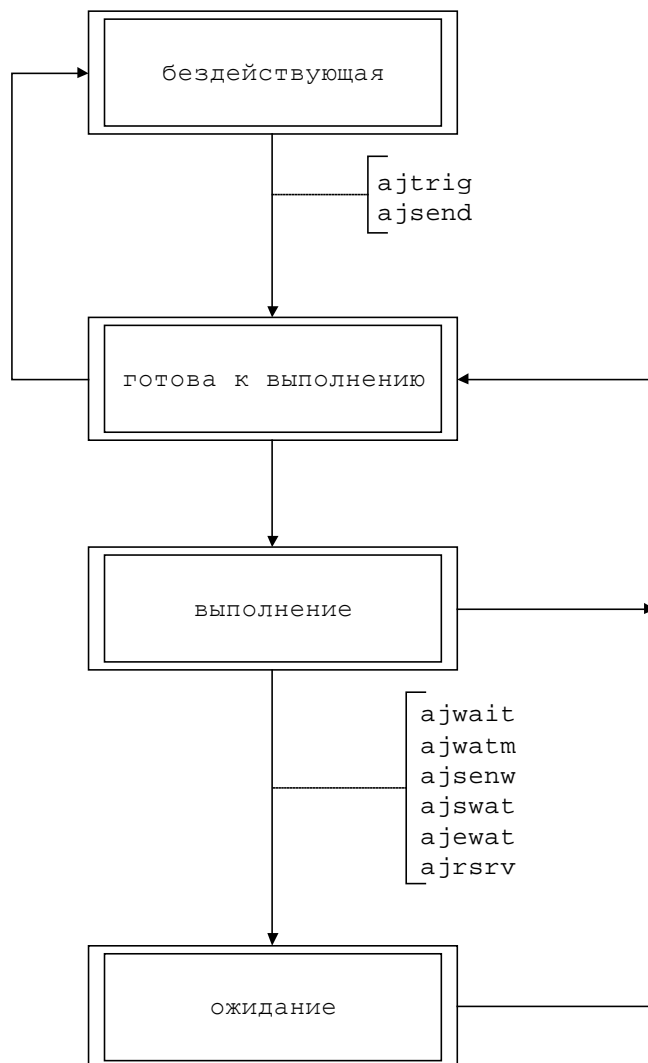 бездействующая
ajtrig
ajsend
готова к выполнению
выполнение
ajwait
ajwatm
ajsenw
ajswat
ajewat
ajrsrv
ожидание